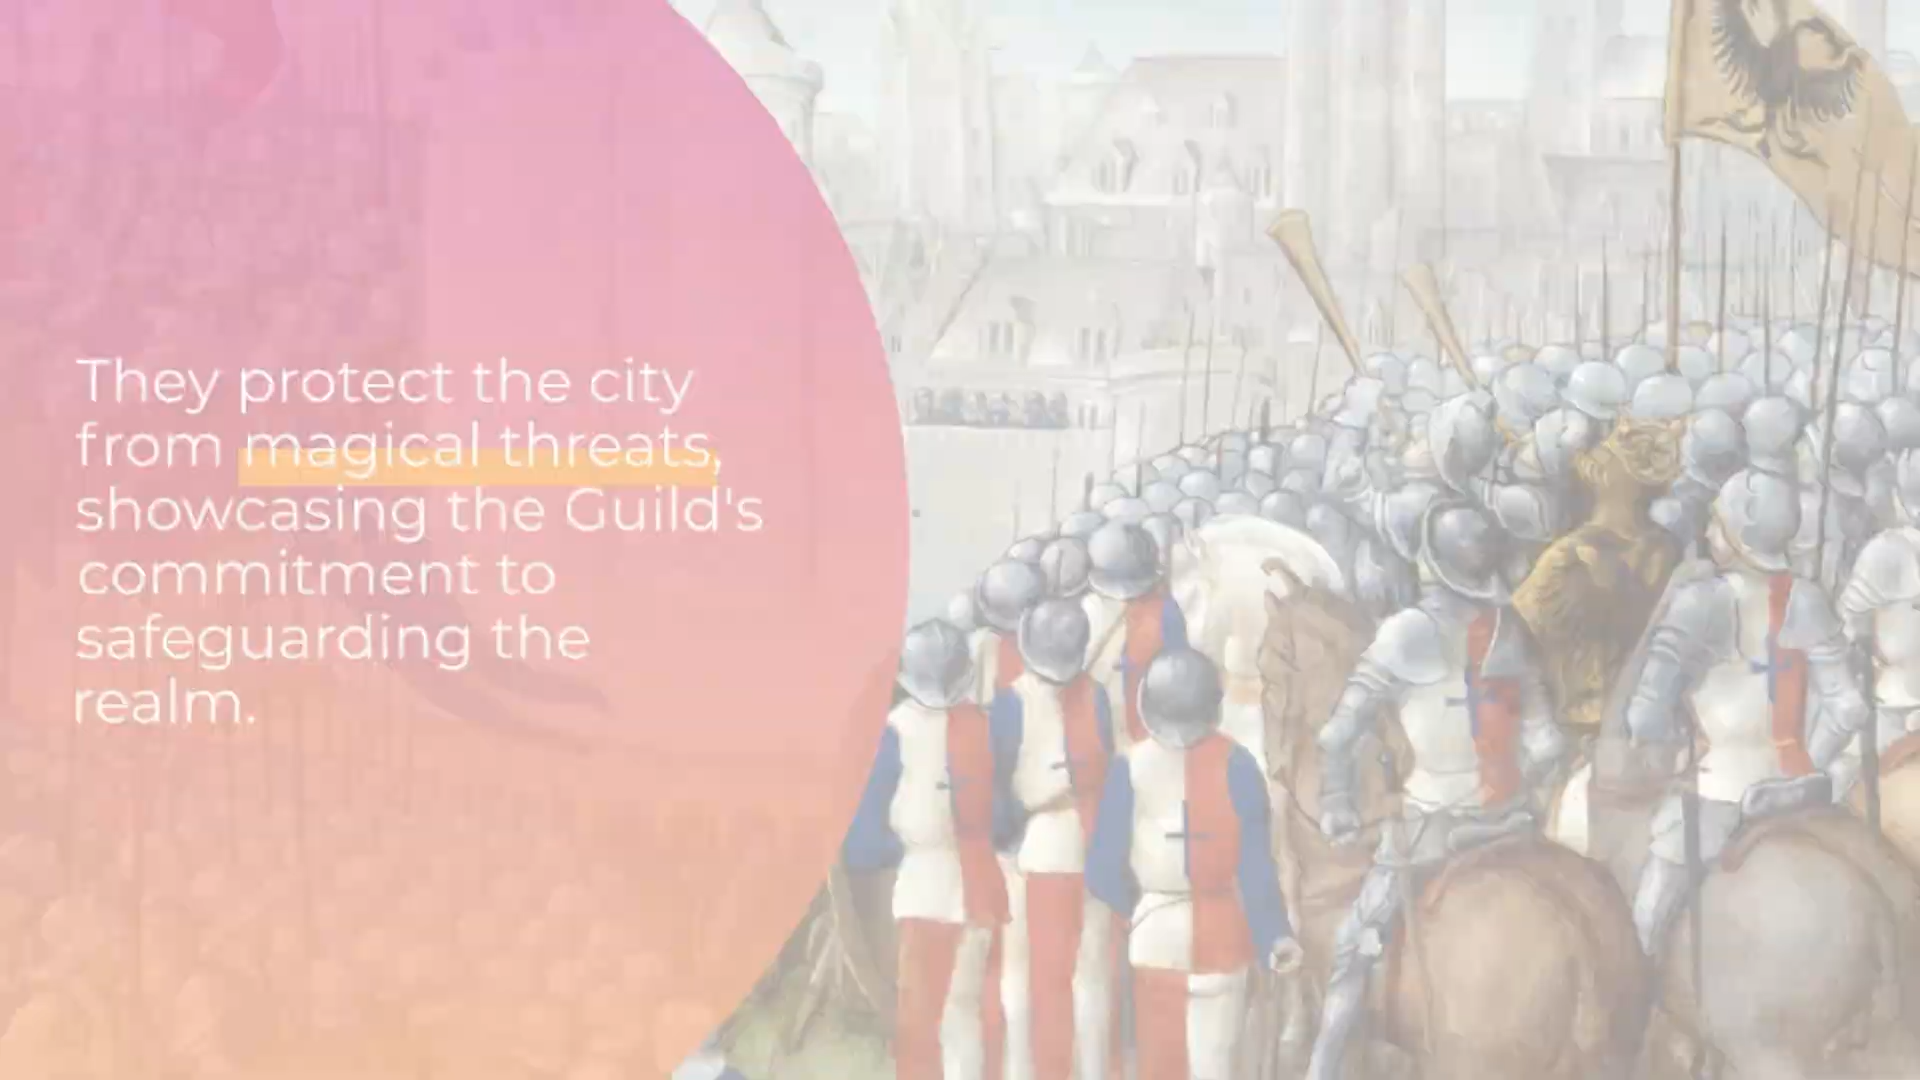 They protect the city
from magical threats,
showcasing the Guild's
commitment to
safeguarding the
realm.